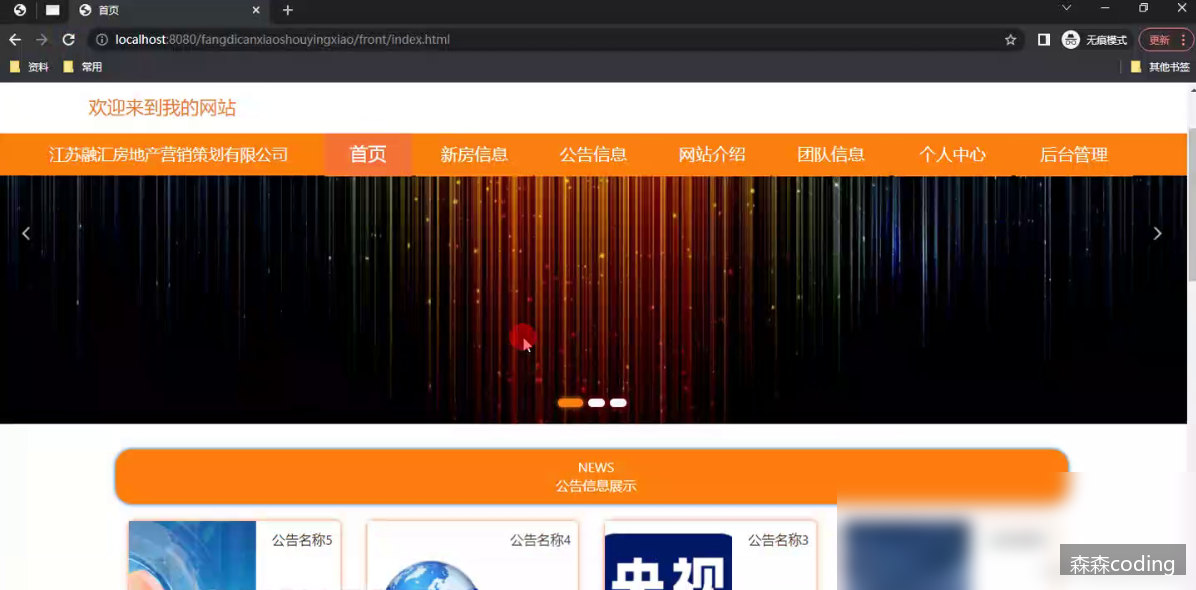 首页
localhost:8080/fangdicanxiaoshouyingxiao/front/index.html
无痕模式
更新
资料
常用
其他书签
欢迎来到我的网站
江苏融汇房地产营销策划有限公司
首页
新房信息
公告信息
网站介绍
团队信息
个人中心
后台管理
NEWS
公告信息展示
公告名称5
公告名称4
公告名称3
央视
森森coding